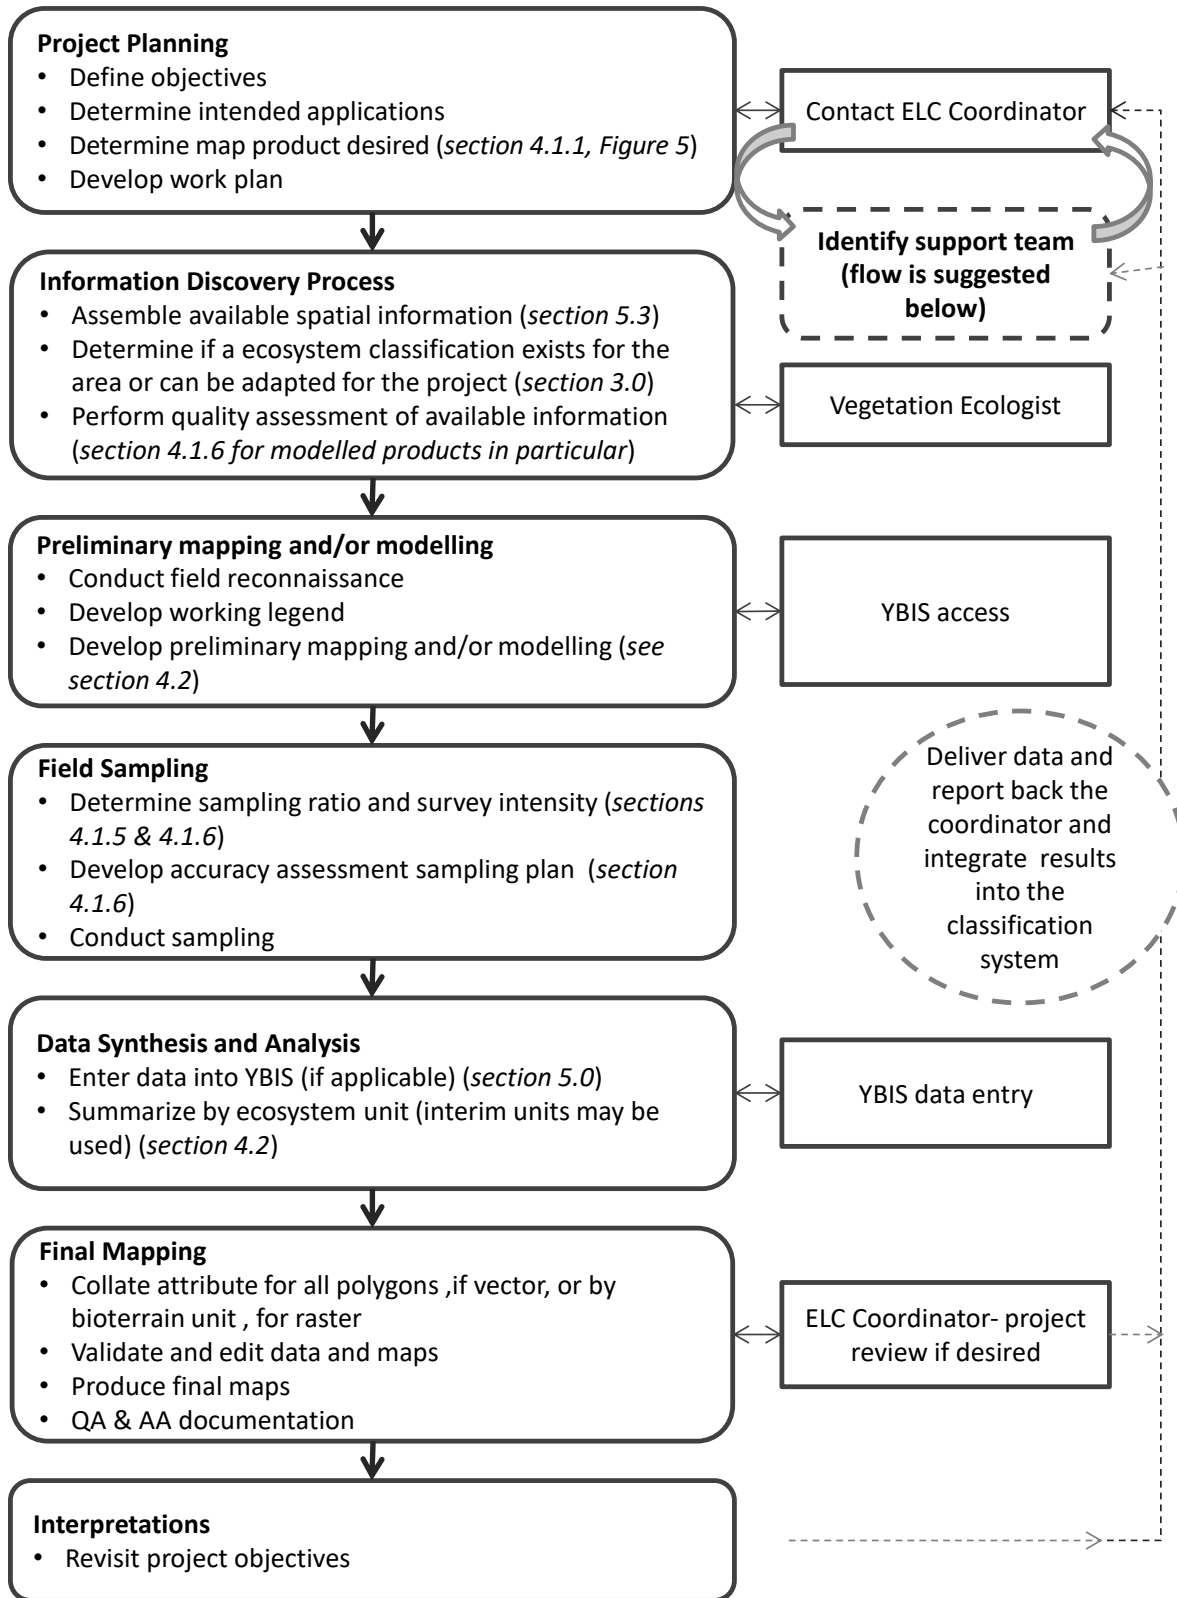 Project Planning
• Define objectives
• Determine intended applications
• Determine map product desired (section 4.1.1, Figure 5)
• Develop work plan
Contact ELC Coordinator
Identify support team
(flow is suggested
below)
Information Discovery Process
• Assemble available spatial information (section 5.3)
• Determine if a ecosystem classification exists for the
area or can be adapted for the project (section 3.0)
• Perform quality assessment of available information
(section 4.1.6 for modelled products in particular)
Vegetation Ecologist
Preliminary mapping and/or modelling
• Conduct field reconnaissance
• Develop working legend
• Develop preliminary mapping and/or modelling (see
section 4.2)
YBIS access
Field Sampling
• Determine sampling ratio and survey intensity (sections
4.1.5 & 4.1.6)
• Develop accuracy assessment sampling plan (section
4.1.6)
• Conduct sampling
Deliver data and
report back the
coordinator and
integrate results
into the
classification
system
Data Synthesis and Analysis
• Enter data into YBIS (if applicable) (section 5.0)
• Summarize by ecosystem unit (interim units may be
used) (section 4.2)
YBIS data entry
Final Mapping
• Collate attribute for all polygons ,if vector, or by
bioterrain unit , for raster
• Validate and edit data and maps
• Produce final maps
• QA & AA documentation
ELC Coordinator- project
review if desired
Interpretations
• Revisit project objectives